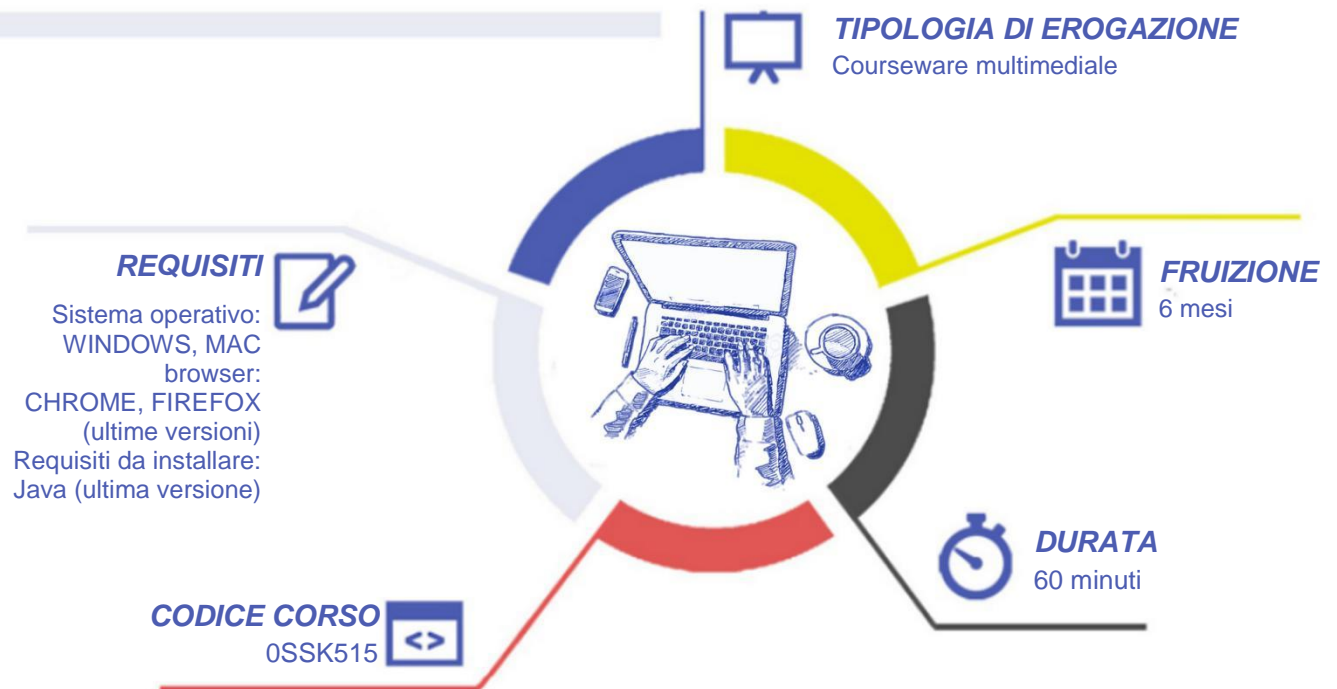 TIPOLOGIA DI EROGAZIONE
Courseware multimediale
REQUISITI
Sistema operativo:
WINDOWS, MAC
browser:
CHROME, FIREFOX
(ultime versioni)
Requisiti da installare:
Java (ultima versione)
FRUIZIONE
6 mesi
DURATA
60 minuti
CODICE CORSO
0SSK515